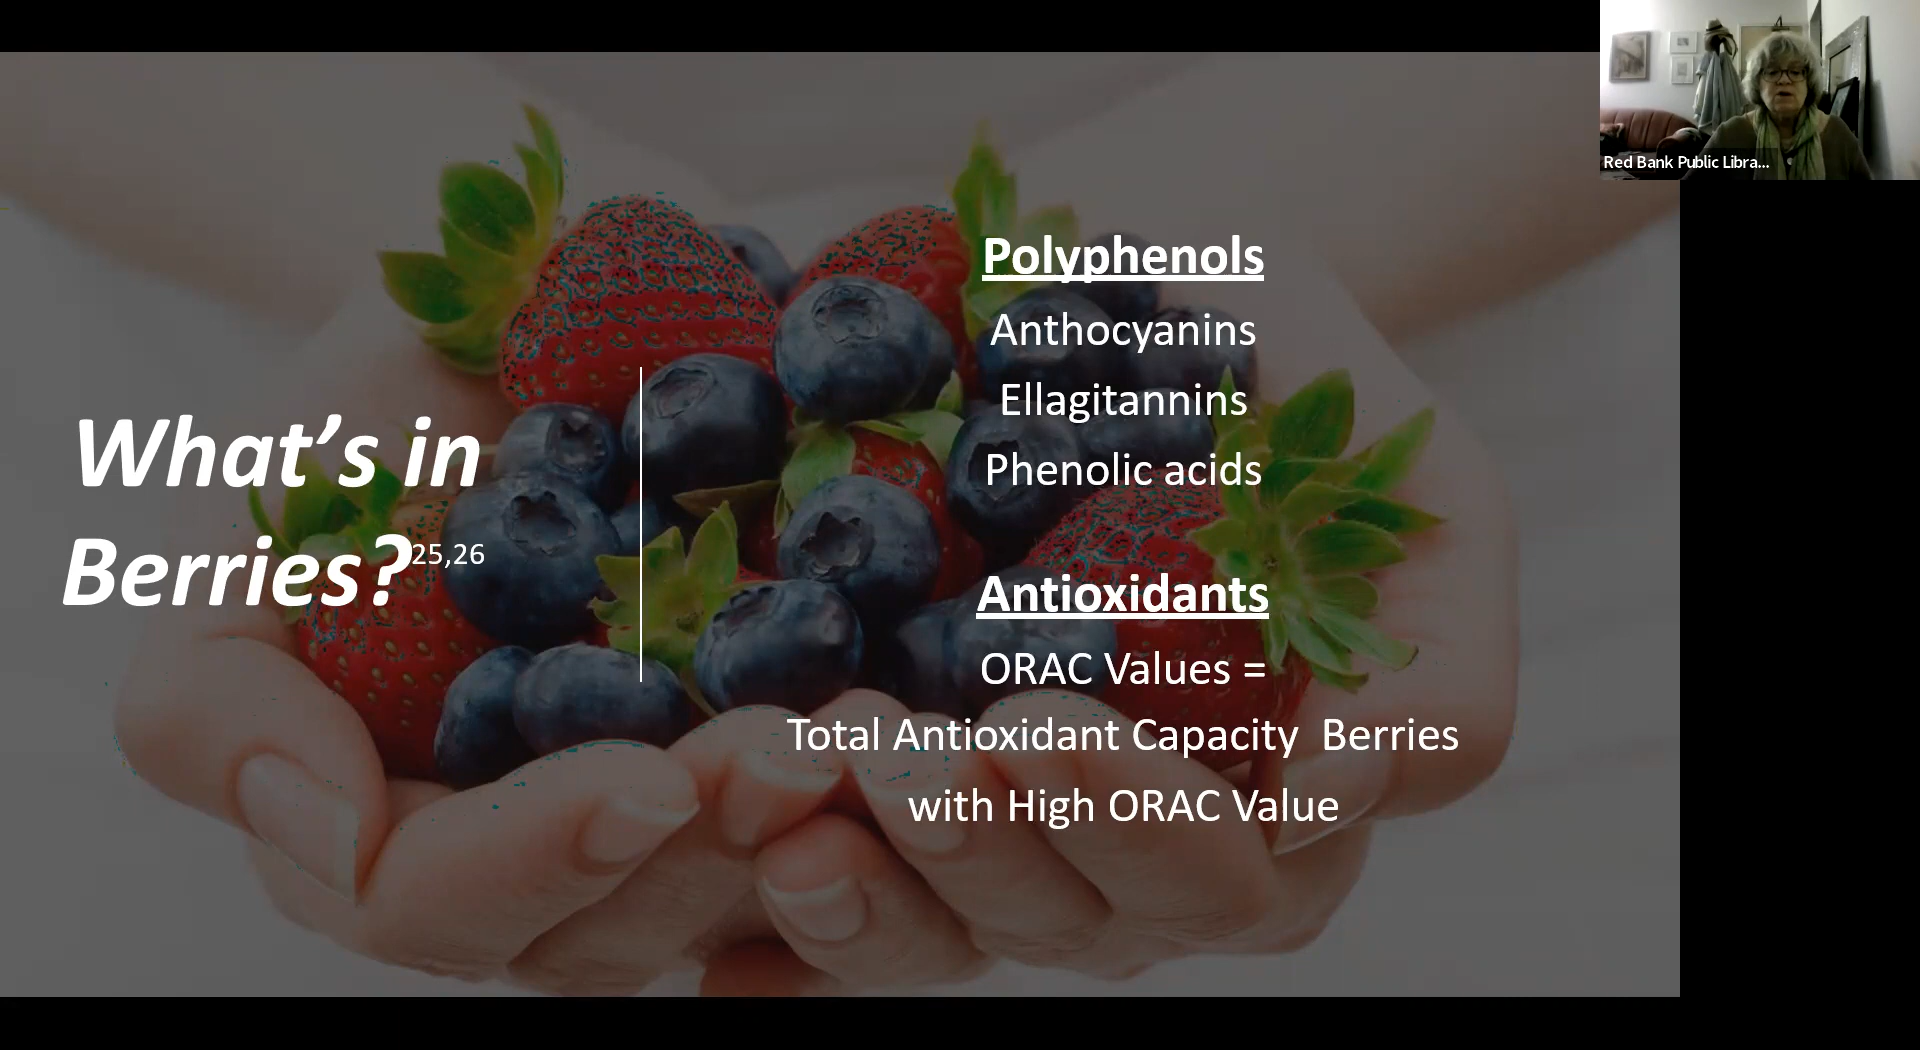 Red Bank Public Libra...
What's in
Berries?25,26
Polyphenols
Anthocyanins
Ellagitannins
Phenolic acids
Antioxidants
ORAC Values =
Total Antioxidant Capacity  Berries
with High ORAC Value